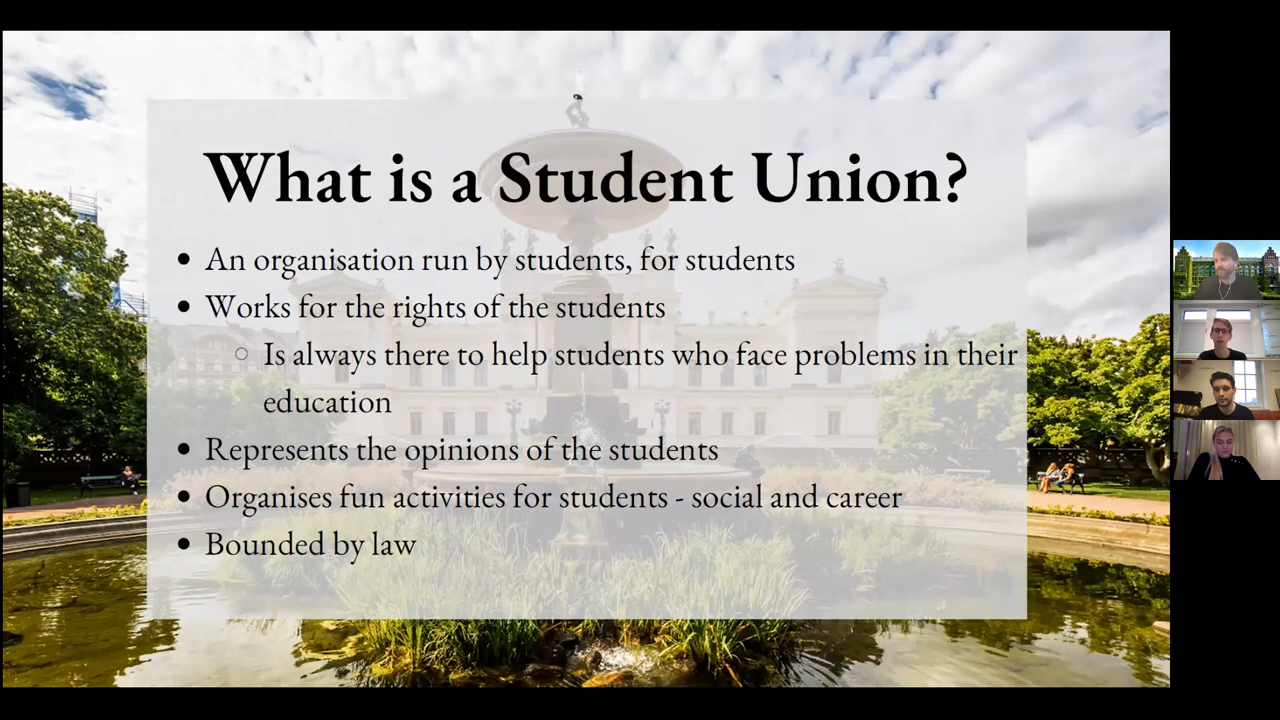 What is a Student Union?
• An organisation run by students, for students
• Works for the rights of the students
○ Is always there to help students who face problems in their
education
• Represents the opinions of the students
• Organises fun activities for students - social and career
• Bounded by law